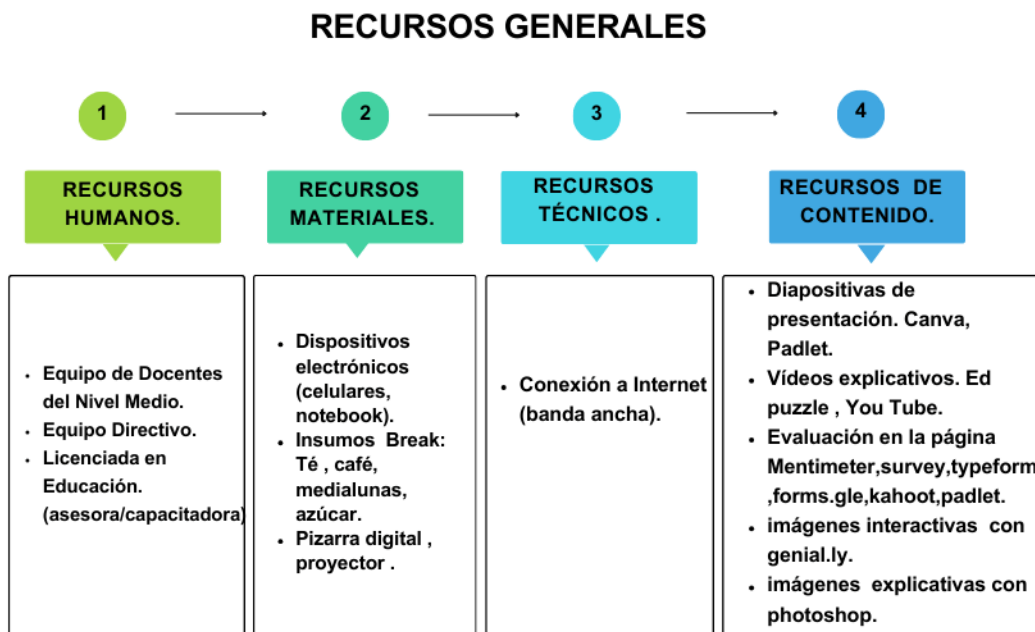 RECURSOS GENERALES
1
2
3
4
RECURSOS
HUMANOS.
RECURSOS
MATERIALES.
RECURSOS
TÉCNICOS .
RECURSOS DE
CONTENIDO.
• Equipo de Docentes
del Nivel Medio.
• Equipo Directivo.
• Licenciada en
Educación.
(asesora/capacitadora)
• Dispositivos
electrónicos
(celulares,
notebook).
• Insumos Break:
Té , café,
medialunas,
azúcar.
• Pizarra digital ,
proyector .
• Conexión a Internet
(banda ancha).
• Diapositivas de
presentación. Canva,
Padlet.
• Vídeos explicativos. Ed
puzzle , You Tube.
• Evaluación en la página
Mentimeter,survey,typeform
,forms.gle,kahoot,padlet.
• imágenes interactivas con
genial.ly.
• imágenes explicativas con
photoshop.